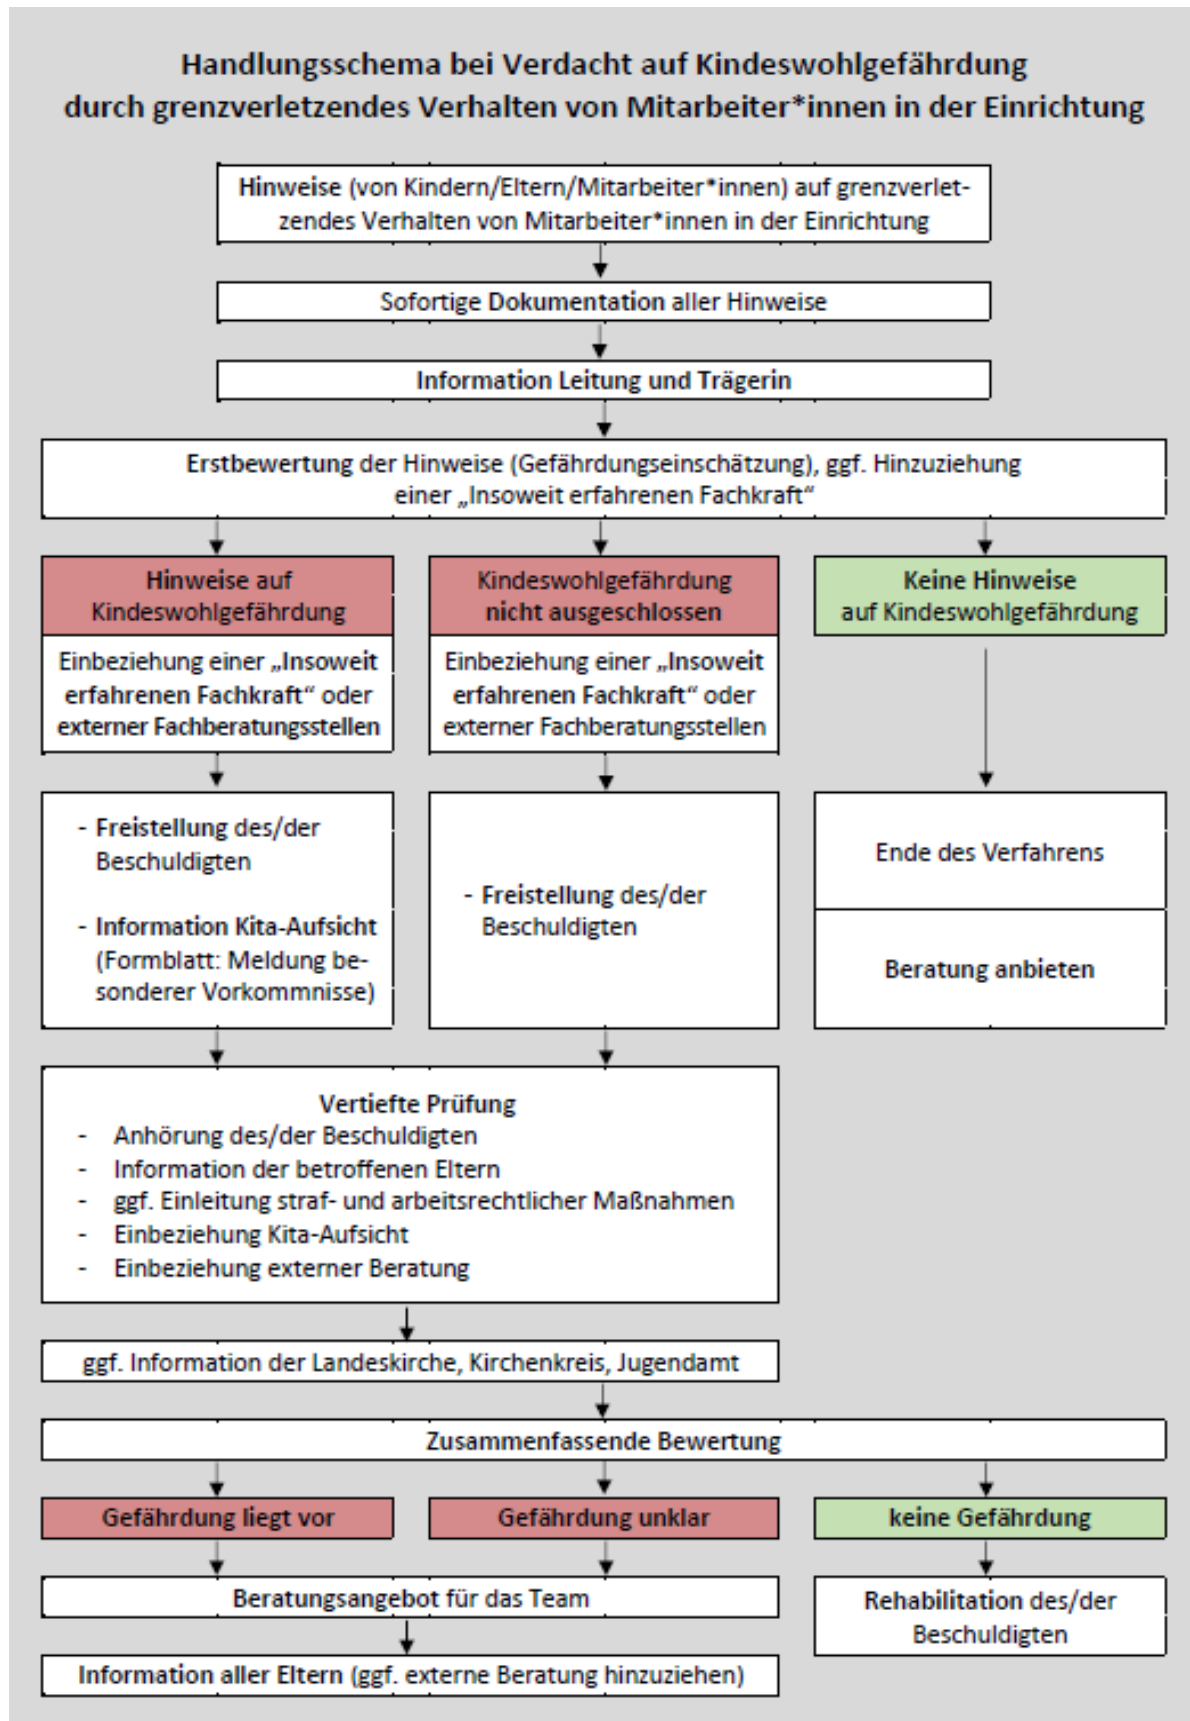 Handlungsschema bei Verdacht auf Kindeswohlgefährdung
durch grenzverletzendes Verhalten von Mitarbeiter*innen in der Einrichtung
Hinweise (von Kindern/Eltern/Mitarbeiter*innen) auf grenzverlet-
zendes Verhalten von Mitarbeiter*innen in der Einrichtung
Sofortige Dokumentation aller Hinweise
Information Leitung und Trägerin
Erstbewertung der Hinweise (Gefährdungseinschätzung), ggf. Hinzuziehung
einer „Insoweit erfahrenen Fachkraft“
Hinweise auf
Kindeswohlgefährdung
Einbeziehung einer „Insoweit
erfahrenen Fachkraft“ oder
externer Fachberatungsstellen
Kindeswohlgefährdung
nicht ausgeschlossen
Einbeziehung einer „Insoweit
erfahrenen Fachkraft“ oder
externer Fachberatungsstellen
Keine Hinweise
auf Kindeswohlgefährdung
- Freistellung des/der
Beschuldigten
- Information Kita-Aufsicht
(Formblatt: Meldung be-
sonderer Vorkommnisse)
- Freistellung des/der
Beschuldigten
Ende des Verfahrens
Beratung anbieten
Vertiefte Prüfung
- Anhörung des/der Beschuldigten
- Information der betroffenen Eltern
- ggf. Einleitung straf- und arbeitsrechtlicher Maßnahmen
- Einbeziehung Kita-Aufsicht
- Einbeziehung externer Beratung
ggf. Information der Landeskirche, Kirchenkreis, Jugendamt
Zusammenfassende Bewertung
Gefährdung liegt vor
Gefährdung unklar
keine Gefährdung
Beratungsangebot für das Team
Rehabilitation des/der
Beschuldigten
Information aller Eltern (ggf. externe Beratung hinzuziehen)